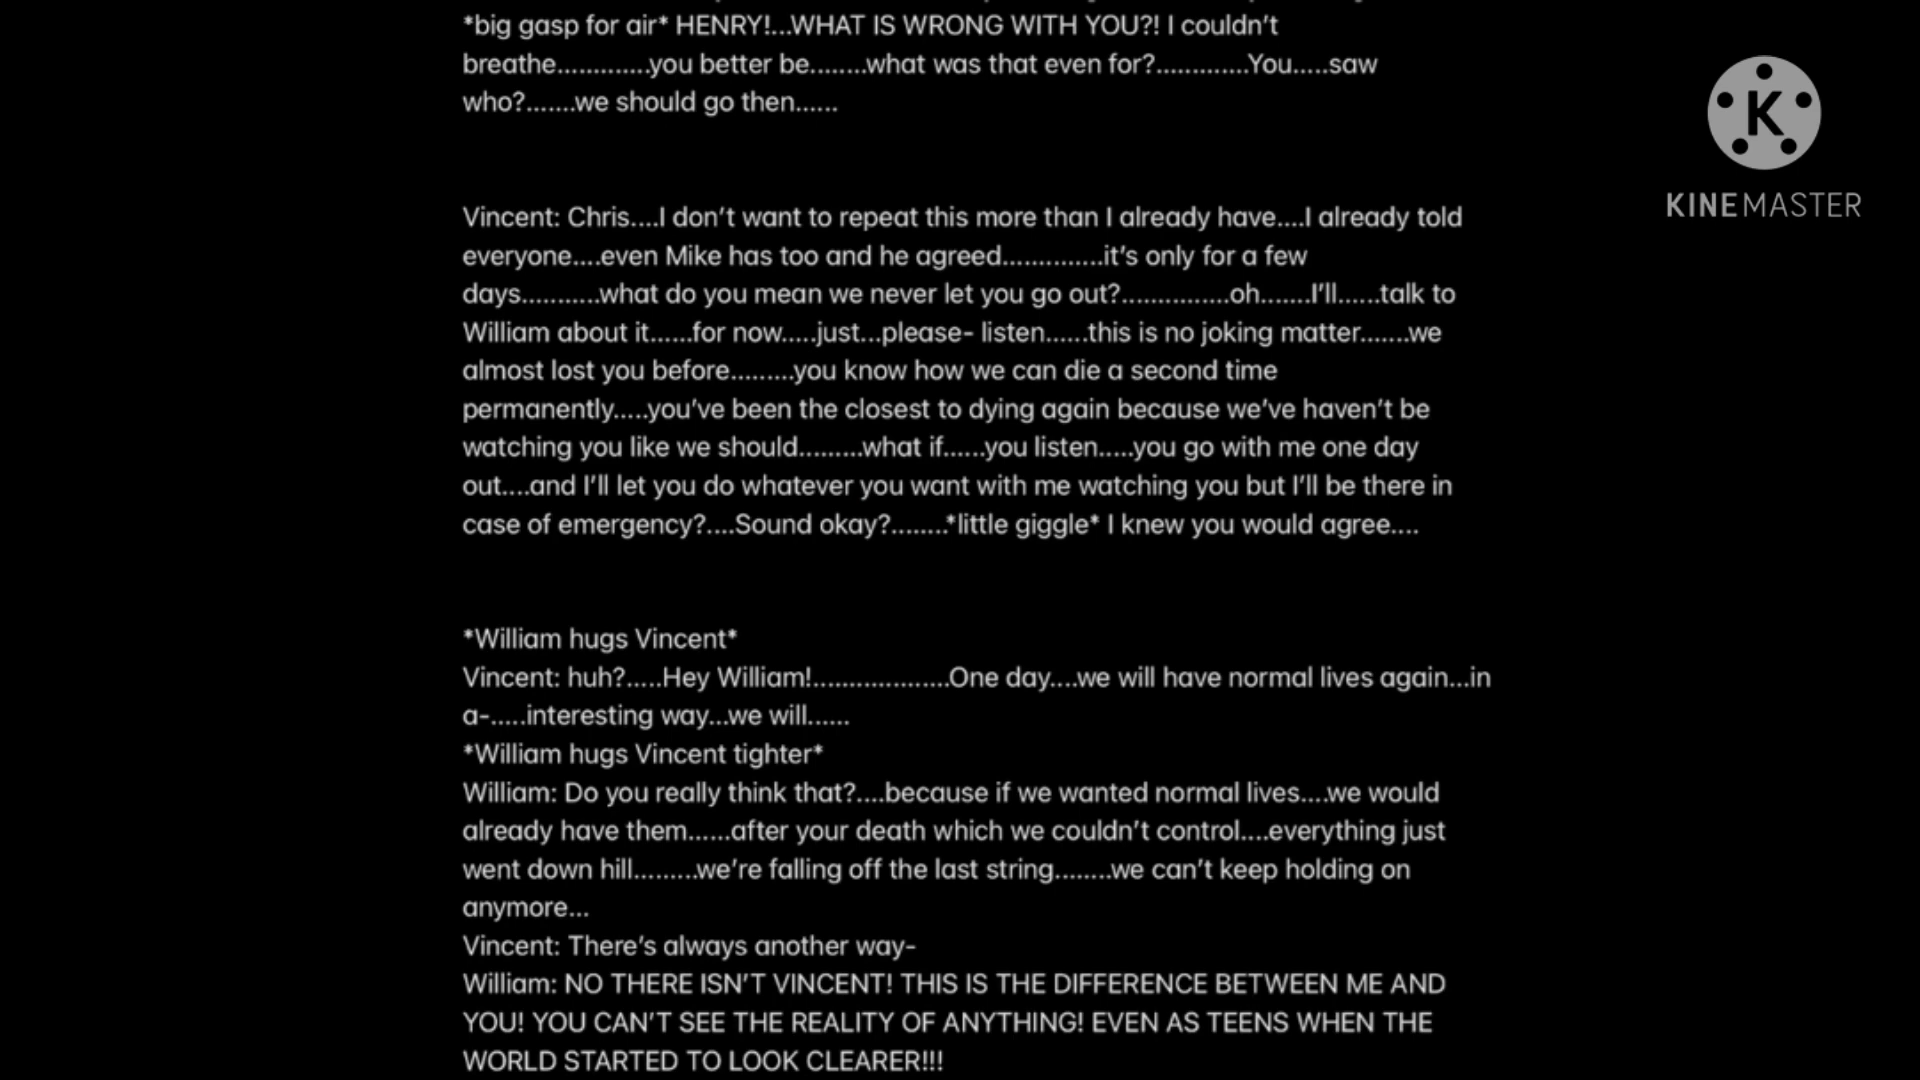 *big gasp for air* HENRY!...WHAT IS WRONG WITH YOU?! I couldn't
breathe.............you better be........what was that even for?.............You.....saw
who?.......we should go then......
Vincent: Chris....I don't want to repeat this more than I already have....I already told
everyone....even Mike has too and he agreed..............it's only for a few
days...........what do you mean we never let you go out?...............oh.......I'll......talk to
William about it......for now.....just...please- listen......this is no joking matter.......we
almost lost you before.........you know how we can die a second time
permanently.....you've been the closest to dying again because we've haven't be
watching you like we should.........what if......you listen.....you go with me one day
out....and I'll let you do whatever you want with me watching you but I'll be there in
case of emergency?....Sound okay?........*little giggle* I knew you would agree....
*William hugs Vincent*
Vincent: huh?.....Hey William!...................One day....we will have normal lives again...in
a-.....interesting way...we will......
*William hugs Vincent tighter*
William: Do you really think that?....because if we wanted normal lives....we would
already have them......after your death which we couldn't control....everything just
went down hill.........we're falling off the last string........we can't keep holding on
anymore...
Vincent: There's always another way-
William: NO THERE ISN'T VINCENT! THIS IS THE DIFFERENCE BETWEEN ME AND
YOU! YOU CAN'T SEE THE REALITY OF ANYTHING! EVEN AS TEENS WHEN THE
WORLD STARTED TO LOOK CLEARER!!!
K
KINEMASTER